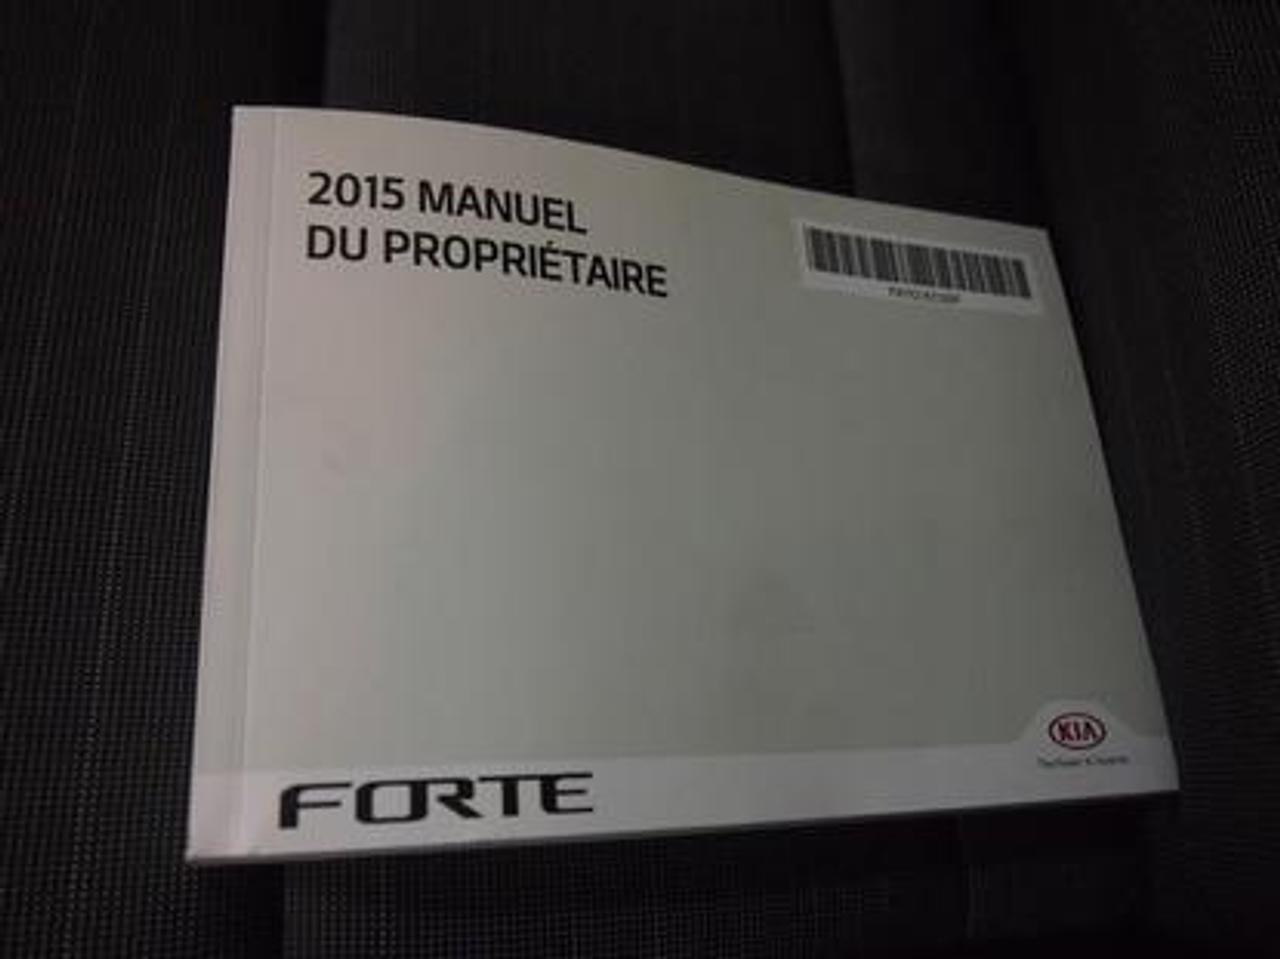 2015 MANUEL
DU PROPRIÉTAIRE
FORTE
KIA